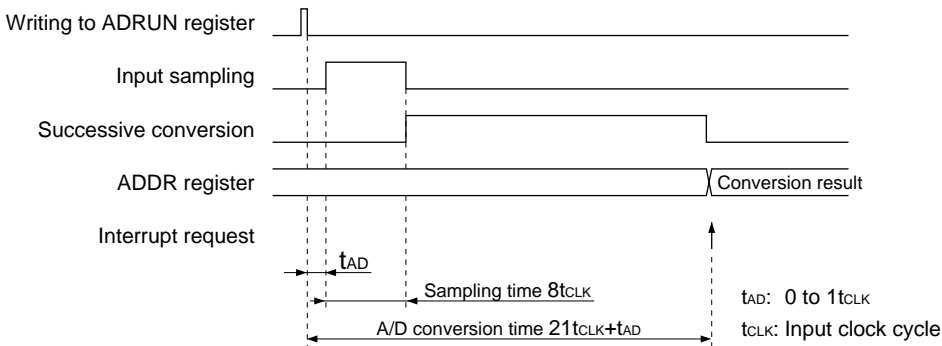 Writing to ADRUN register
Input sampling
Successive conversion
ADDR register
Conversion result
Interrupt request
tAD
Sampling time 8tCLK
tAD: 0 to 1tCLK
A/D conversion time 21tCLK+tAD
tCLK: Input clock cycle